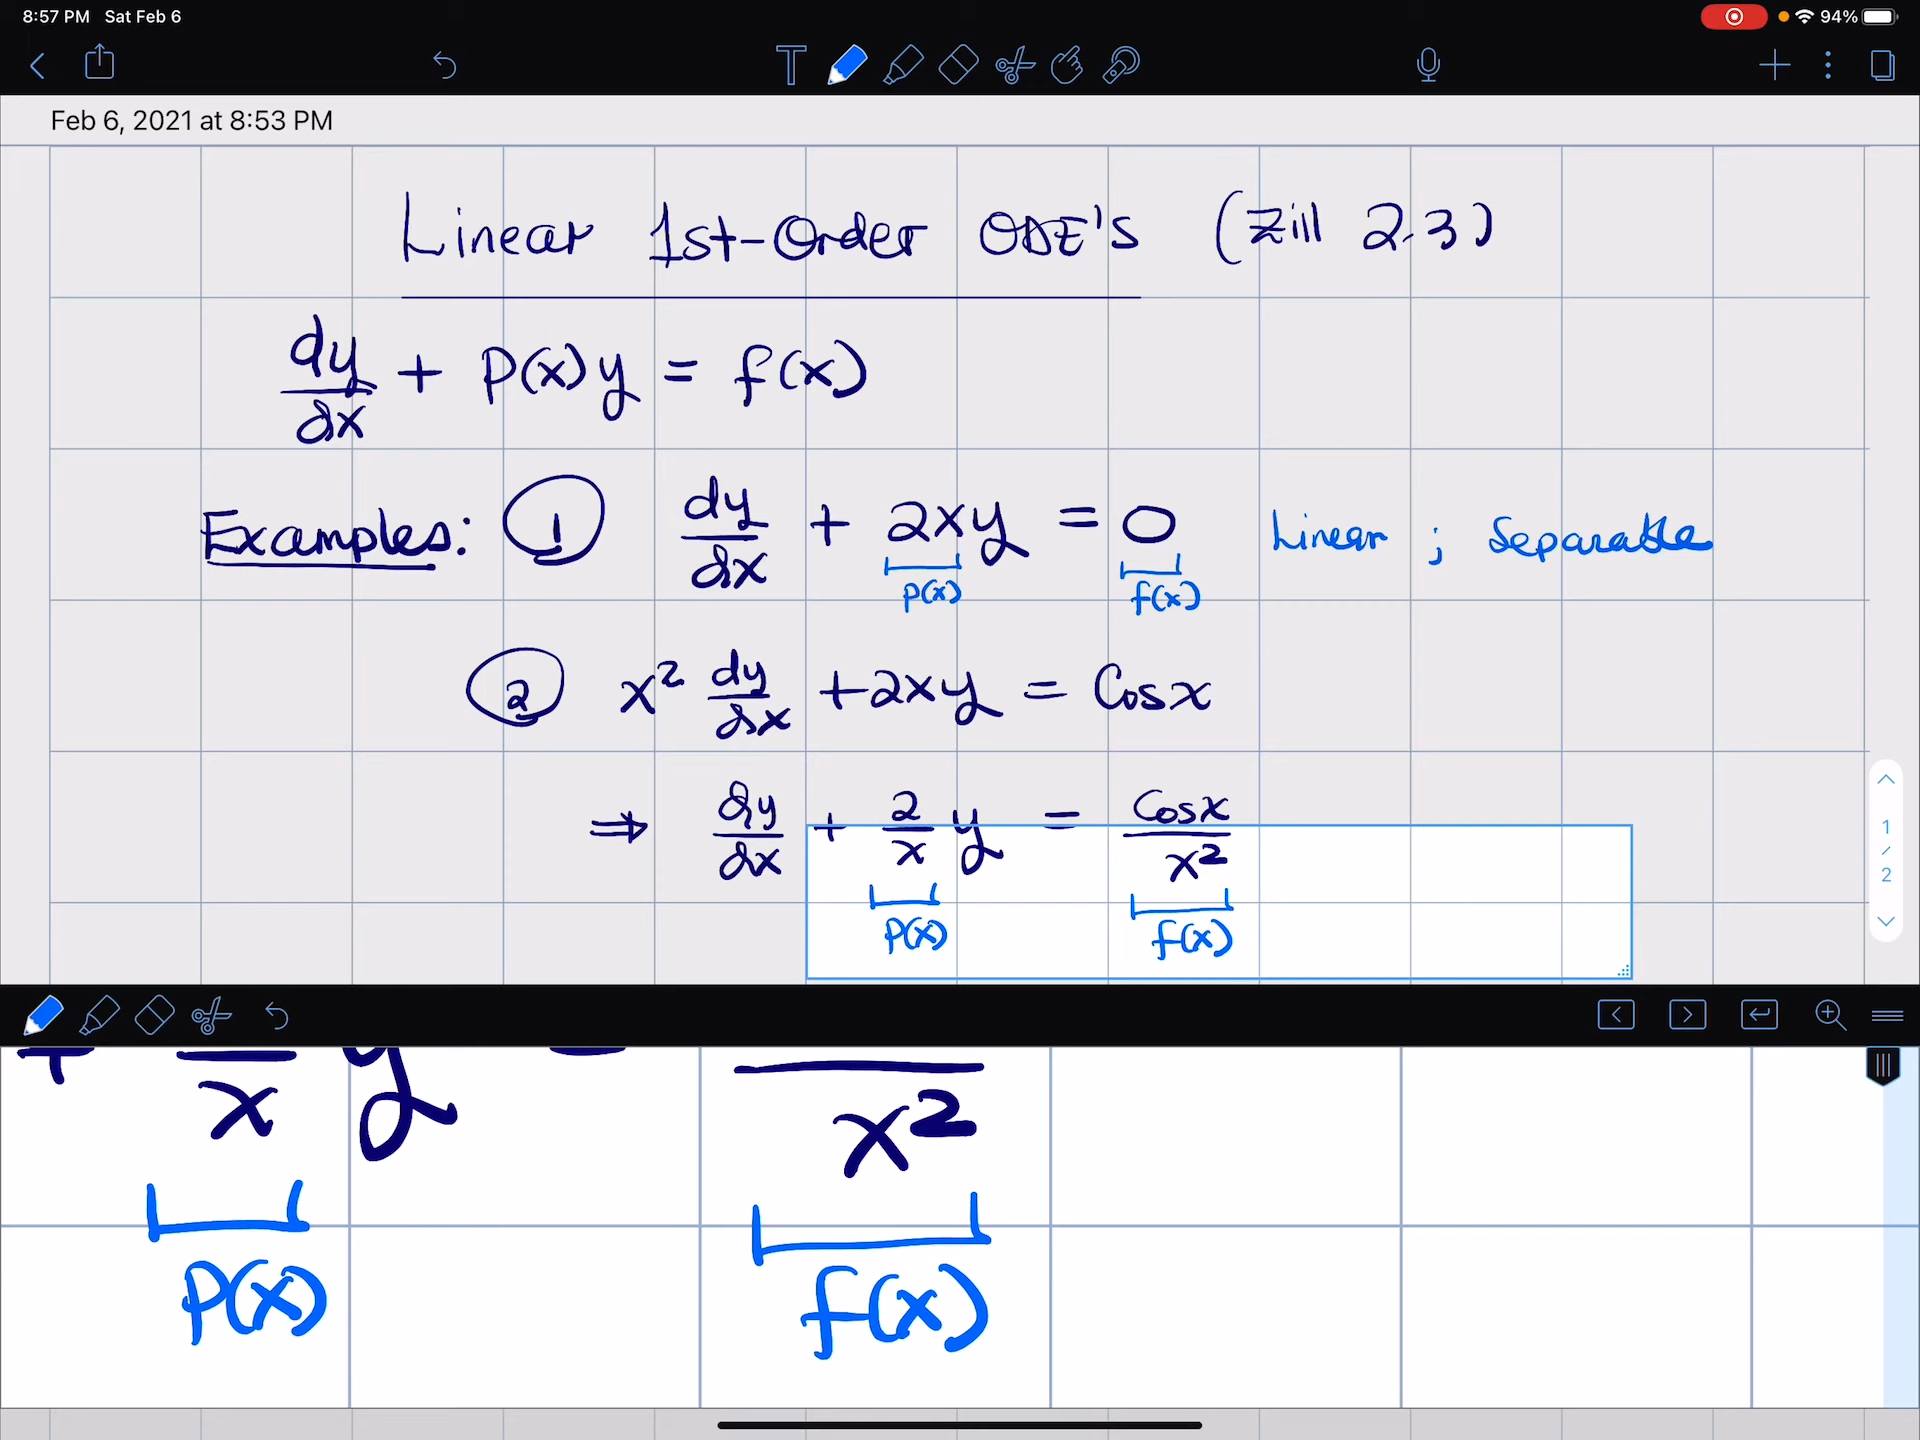 8:57 PM Sat Feb 6 94%
Feb 6, 2021 at 8:53 PM
Linear 1st-Order ODE's (Zill 2.3)
dy/dx + P(x)y = f(x)
Examples: ① dy/dx + 2xy = 0 Linear ; Separable
P(x) f(x)
② x² dy/dx + 2xy = Cosx
⇒ dy/dx + 2/x y = Cosx/x²
P(x) f(x)
1/2
+ x y = x²
P(x) f(x)